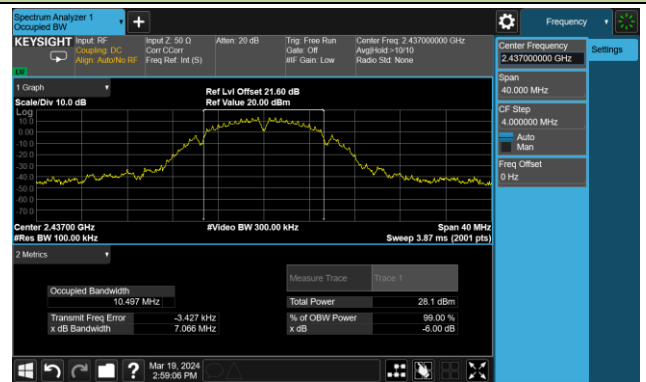 Spectrum Analyzer 1
Occupied BW
Frequency
KEYSIGHT Input: RF Input Z: 50 Ω Atten: 20 dB Trig: Free Run Center Freq: 2.437000000 GHz
Coupling: DC Corr CCorr Gate: Off Avg|Hold:>10/10
Align: Auto/No RF Freq Ref: Int (S) #IF Gain: Low Radio Std: None
Center Frequency
2.437000000 GHz
Settings
Span
40.000 MHz
CF Step
4.000000 MHz
Auto
Man
Freq Offset
0 Hz
1 Graph
Ref Lvl Offset 21.60 dB
Scale/Div 10.0 dB Ref Value 20.00 dBm
Log
10.0
0.00
-10.0
-20.0
-30.0
-40.0
-50.0
-60.0
-70.0
Center 2.43700 GHz #Video BW 300.00 kHz Span 40 MHz
#Res BW 100.00 kHz Sweep 3.87 ms (2001 pts)
2 Metrics
Measure Trace Trace 1
Occupied Bandwidth
10.497 MHz Total Power 28.1 dBm
Transmit Freq Error -3.427 kHz % of OBW Power 99.00 %
x dB Bandwidth 7.066 MHz x dB -6.00 dB
? Mar 19, 2024
2:59:06 PM